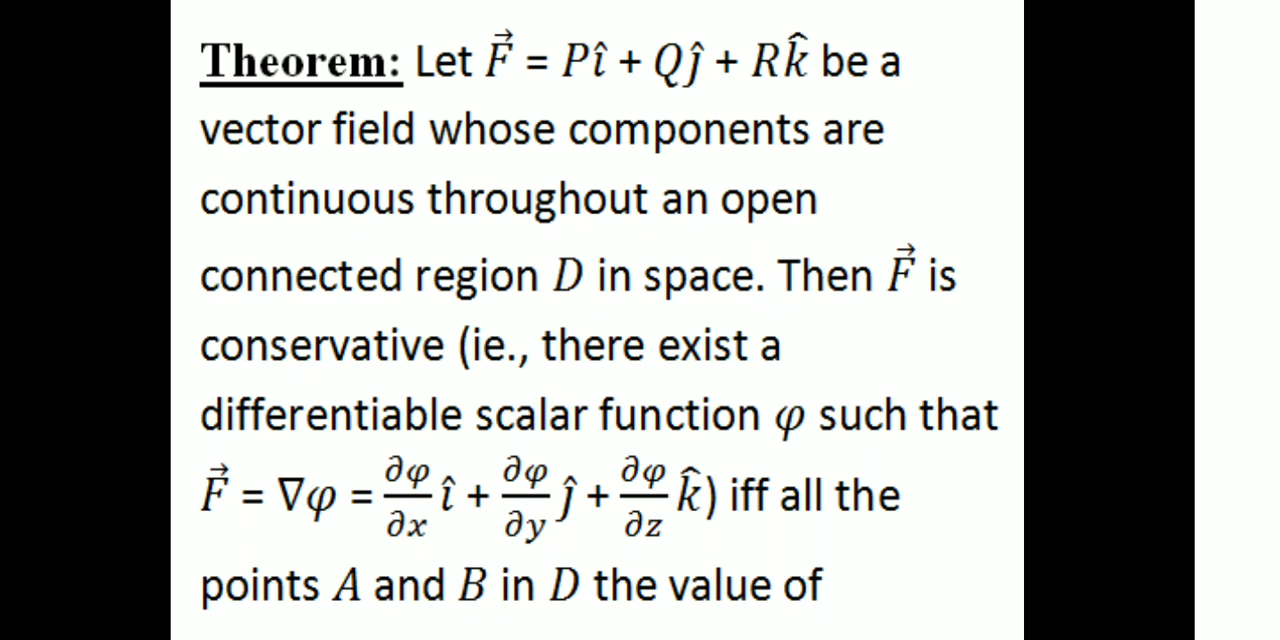 Theorem: Let F⃗ = Pî + Qĵ + Rk̂ be a
vector field whose components are
continuous throughout an open
connected region D in space. Then F⃗ is
conservative (ie., there exist a
differentiable scalar function φ such that
F⃗ = ∇φ = ∂φ/∂x î + ∂φ/∂y ĵ + ∂φ/∂z k̂) iff all the
points A and B in D the value of